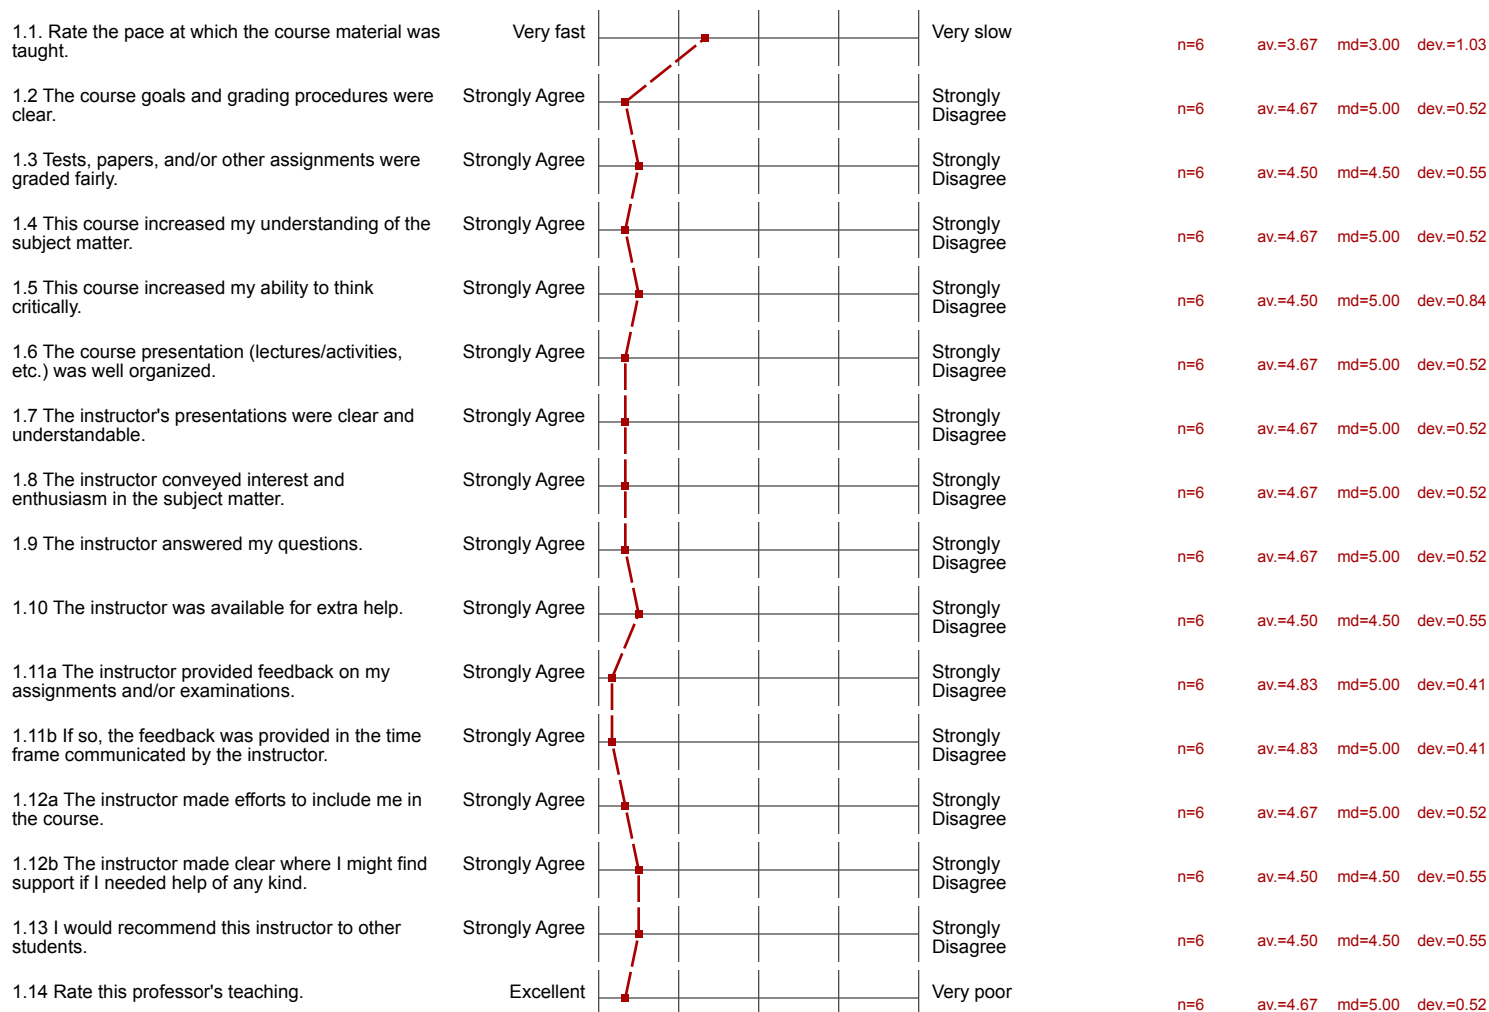 1.1. Rate the pace at which the course material was
taught.
Very fast
Very slow
n=6 av.=3.67 md=3.00 dev.=1.03
1.2 The course goals and grading procedures were
clear.
Strongly Agree
Strongly
Disagree
n=6 av.=4.67 md=5.00 dev.=0.52
1.3 Tests, papers, and/or other assignments were
graded fairly.
Strongly Agree
Strongly
Disagree
n=6 av.=4.50 md=4.50 dev.=0.55
1.4 This course increased my understanding of the
subject matter.
Strongly Agree
Strongly
Disagree
n=6 av.=4.67 md=5.00 dev.=0.52
1.5 This course increased my ability to think
critically.
Strongly Agree
Strongly
Disagree
n=6 av.=4.50 md=5.00 dev.=0.84
1.6 The course presentation (lectures/activities,
etc.) was well organized.
Strongly Agree
Strongly
Disagree
n=6 av.=4.67 md=5.00 dev.=0.52
1.7 The instructor's presentations were clear and
understandable.
Strongly Agree
Strongly
Disagree
n=6 av.=4.67 md=5.00 dev.=0.52
1.8 The instructor conveyed interest and
enthusiasm in the subject matter.
Strongly Agree
Strongly
Disagree
n=6 av.=4.67 md=5.00 dev.=0.52
1.9 The instructor answered my questions.
Strongly Agree
Strongly
Disagree
n=6 av.=4.67 md=5.00 dev.=0.52
1.10 The instructor was available for extra help.
Strongly Agree
Strongly
Disagree
n=6 av.=4.50 md=4.50 dev.=0.55
1.11a The instructor provided feedback on my
assignments and/or examinations.
Strongly Agree
Strongly
Disagree
n=6 av.=4.83 md=5.00 dev.=0.41
1.11b If so, the feedback was provided in the time
frame communicated by the instructor.
Strongly Agree
Strongly
Disagree
n=6 av.=4.83 md=5.00 dev.=0.41
1.12a The instructor made efforts to include me in
the course.
Strongly Agree
Strongly
Disagree
n=6 av.=4.67 md=5.00 dev.=0.52
1.12b The instructor made clear where I might find
support if I needed help of any kind.
Strongly Agree
Strongly
Disagree
n=6 av.=4.50 md=4.50 dev.=0.55
1.13 I would recommend this instructor to other
students.
Strongly Agree
Strongly
Disagree
n=6 av.=4.50 md=4.50 dev.=0.55
1.14 Rate this professor's teaching.
Excellent
Very poor
n=6 av.=4.67 md=5.00 dev.=0.52